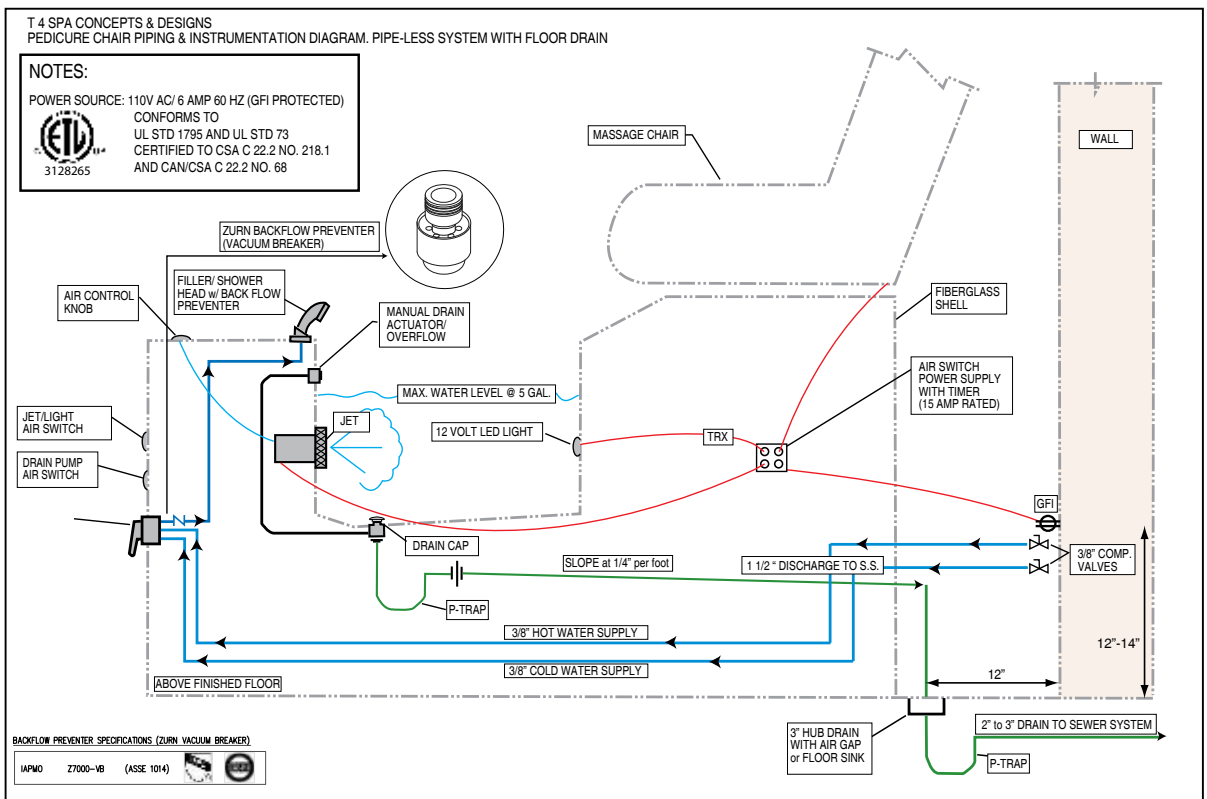 T 4 SPA CONCEPTS & DESIGNS
PEDICURE CHAIR PIPING & INSTRUMENTATION DIAGRAM. PIPE-LESS SYSTEM WITH FLOOR DRAIN
NOTES:
POWER SOURCE: 110V AC/ 6 AMP 60 HZ (GFI PROTECTED)
CONFORMS TO
UL STD 1795 AND UL STD 73
CERTIFIED TO CSA C 22.2 NO. 218.1
AND CAN/CSA C 22.2 NO. 68
ETL
3128265
MASSAGE CHAIR
WALL
ZURN BACKFLOW PREVENTER
(VACUUM BREAKER)
FILLER/ SHOWER
HEAD w/ BACK FLOW
PREVENTER
AIR CONTROL
KNOB
MANUAL DRAIN
ACTUATOR/
OVERFLOW
FIBERGLASS
SHELL
AIR SWITCH
POWER SUPPLY
WITH TIMER
(15 AMP RATED)
MAX. WATER LEVEL @ 5 GAL.
JET/LIGHT
AIR SWITCH
JET
12 VOLT LED LIGHT
TRX
DRAIN PUMP
AIR SWITCH
GFI
DRAIN CAP
SLOPE at 1/4" per foot
1 1/2 " DISCHARGE TO S.S.
3/8" COMP.
VALVES
P-TRAP
3/8" HOT WATER SUPPLY
3/8" COLD WATER SUPPLY
12"-14"
12"
ABOVE FINISHED FLOOR
3" HUB DRAIN
WITH AIR GAP
or FLOOR SINK
2" to 3" DRAIN TO SEWER SYSTEM
P-TRAP
BACKFLOW PREVENTER SPECIFICATIONS (ZURN VACUUM BREAKER)
IAPMO Z7000-VB (ASSE 1014)